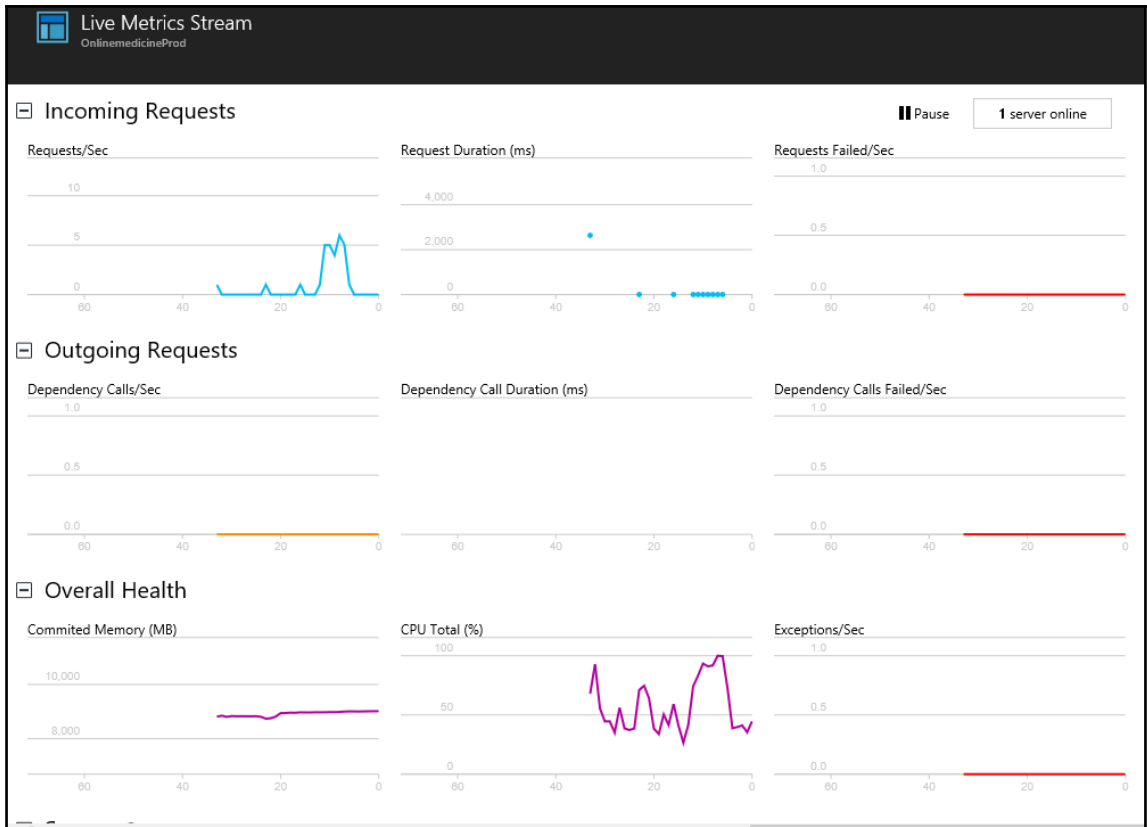 Live Metrics Stream
OnlinemedicineProd
Incoming Requests
Pause
1 server online
Requests/Sec
10
5
0
60 40 20 0
Request Duration (ms)
4,000
2,000
0
60 40 20 0
Requests Failed/Sec
1.0
0.5
0.0
60 40 20 0
Outgoing Requests
Dependency Calls/Sec
1.0
0.5
0.0
60 40 20 0
Dependency Call Duration (ms)
60 40 20 0
Dependency Calls Failed/Sec
1.0
0.5
0.0
60 40 20 0
Overall Health
Commited Memory (MB)
10,000
8,000
60 40 20 0
CPU Total (%)
100
50
0
60 40 20 0
Exceptions/Sec
1.0
0.5
0.0
60 40 20 0